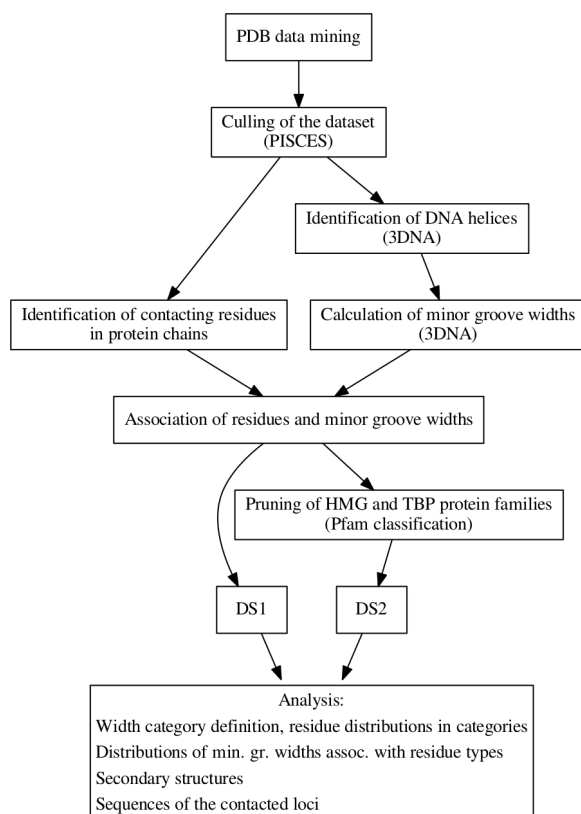 PDB data mining
Culling of the dataset
(PISCES)
Identification of DNA helices
(3DNA)
Identification of contacting residues
in protein chains
Calculation of minor groove widths
(3DNA)
Association of residues and minor groove widths
Pruning of HMG and TBP protein families
(Pfam classification)
DS1
DS2
Analysis:
Width category definition, residue distributions in categories
Distributions of min. gr. widths assoc. with residue types
Secondary structures
Sequences of the contacted loci